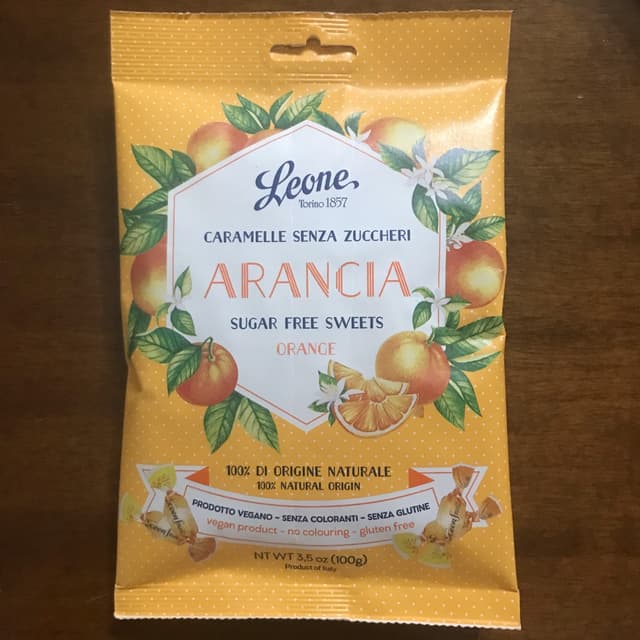 Leone
Torino 1857
CARAMELLE SENZA ZUCCHERI
ARANCIA
SUGAR FREE SWEETS
ORANGE
100% DI ORIGINE NATURALE
100% NATURAL ORIGIN
PRODOTTO VEGANO - SENZA COLORANTI - SENZA GLUTINE
vegan product - no colouring - gluten free
NT WT 3,5 oz (100g)
Product of Italy